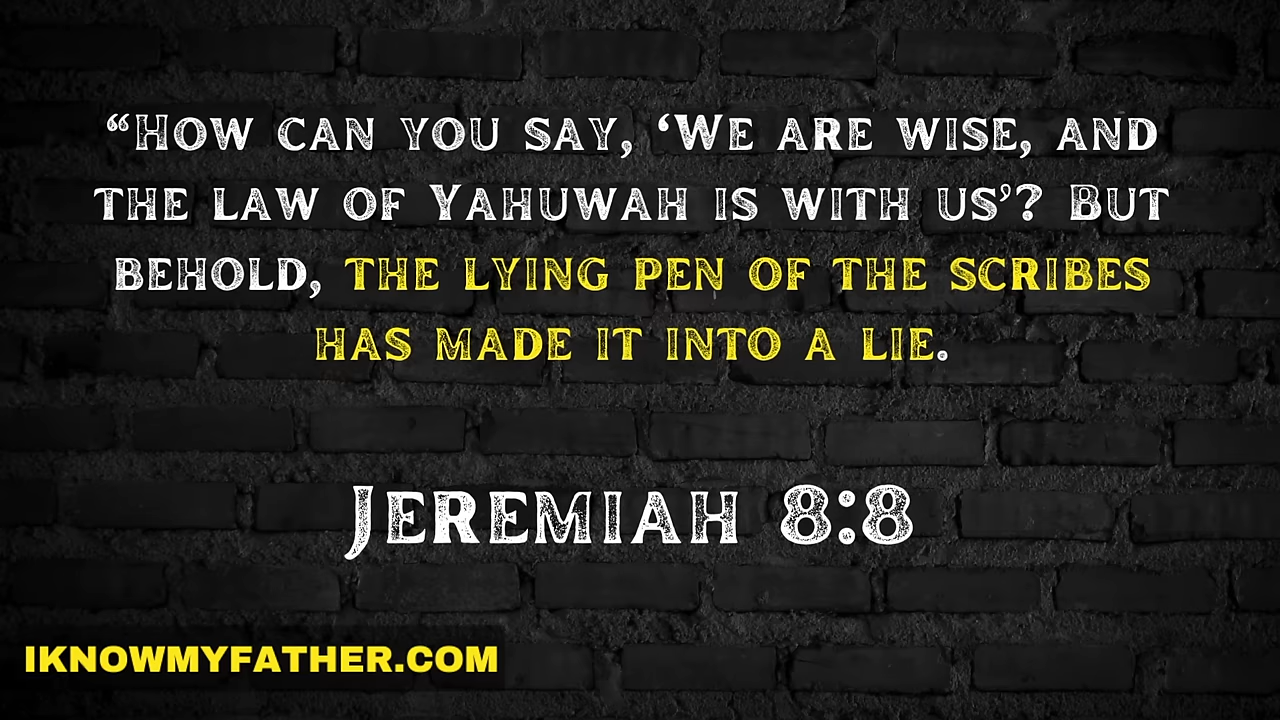 “How can you say, ‘We are wise, and
the law of Yahuwah is with us’? But
behold, the lying pen of the scribes
has made it into a lie.
Jeremiah 8:8
IKNOWMYFATHER.COM